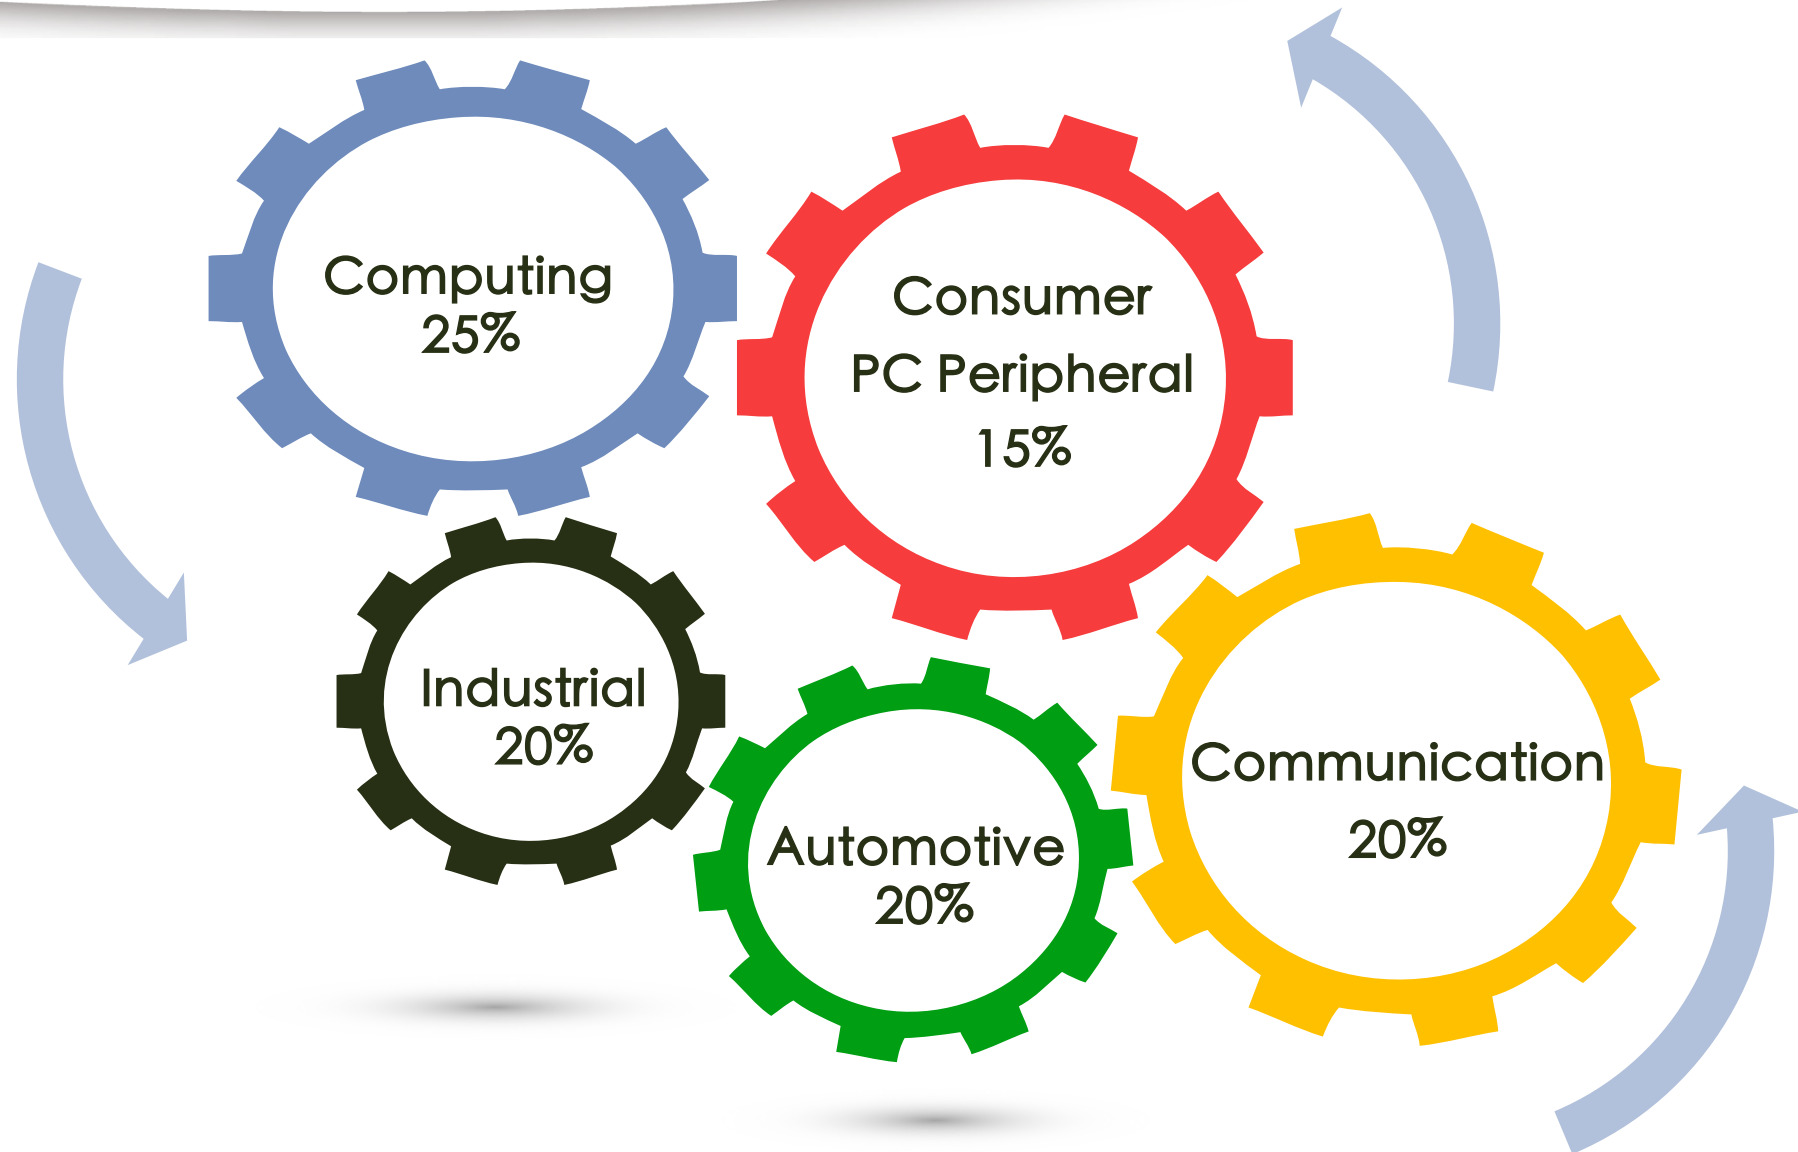 Computing
25%
Consumer
PC Peripheral
15%
Industrial
20%
Automotive
20%
Communication
20%